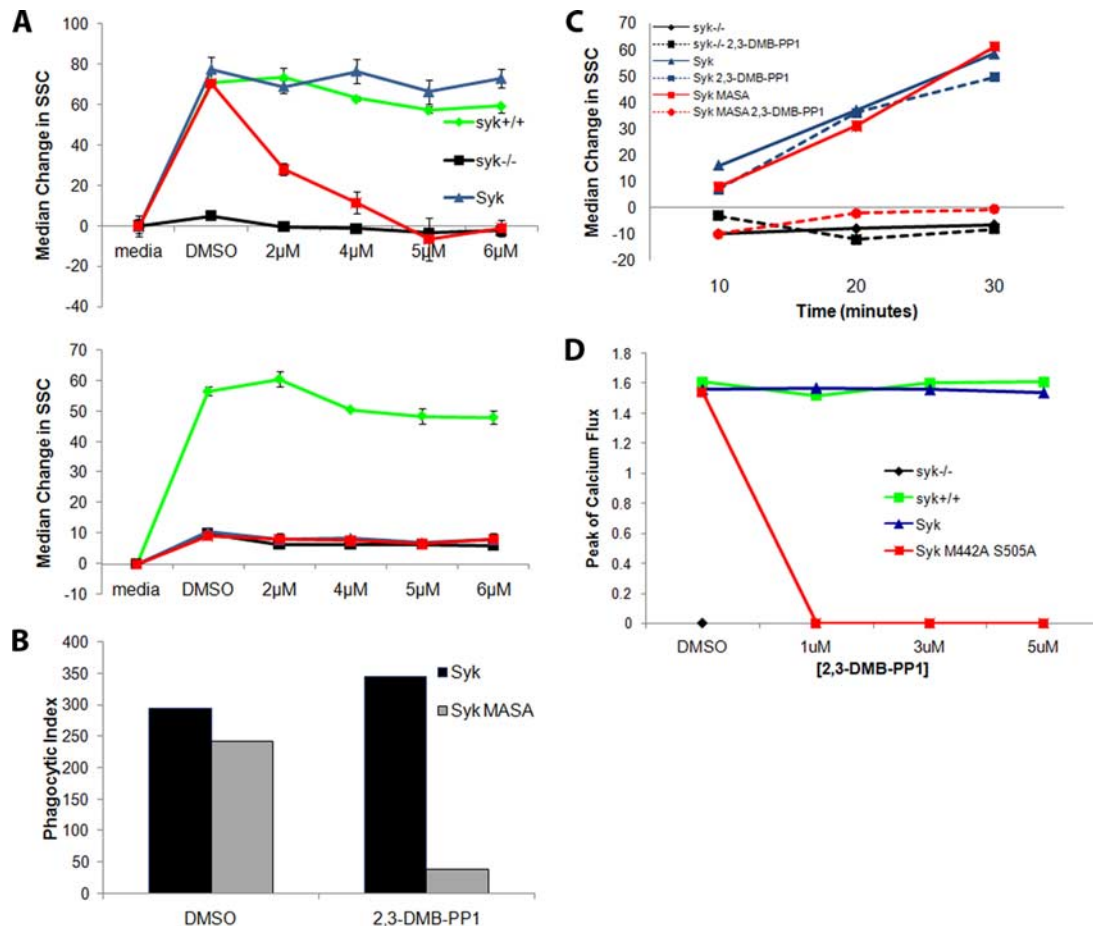 A
Median Change in SSC
100
80
60
40
20
0
-20
-40
media DMSO 2µM 4µM 5µM 6µM
syk+/+
syk-/-
Syk
Median Change in SSC
70
60
50
40
30
20
10
0
-10
media DMSO 2µM 4µM 5µM 6µM
B
Phagocytic Index
400
350
300
250
200
150
100
50
0
DMSO 2,3-DMB-PP1
Syk
Syk MASA
C
Median Change in SSC
70
60
50
40
30
20
10
0
-10
-20
syk-/-
syk-/- 2,3-DMB-PP1
Syk
Syk 2,3-DMB-PP1
Syk MASA
Syk MASA 2,3-DMB-PP1
10 20 30
Time (minutes)
D
Peak of Calcium Flux
1.8
1.6
1.4
1.2
1
0.8
0.6
0.4
0.2
0
syk-/-
syk+/+
Syk
Syk M442A S505A
DMSO 1uM 3uM 5uM
[2,3-DMB-PP1]